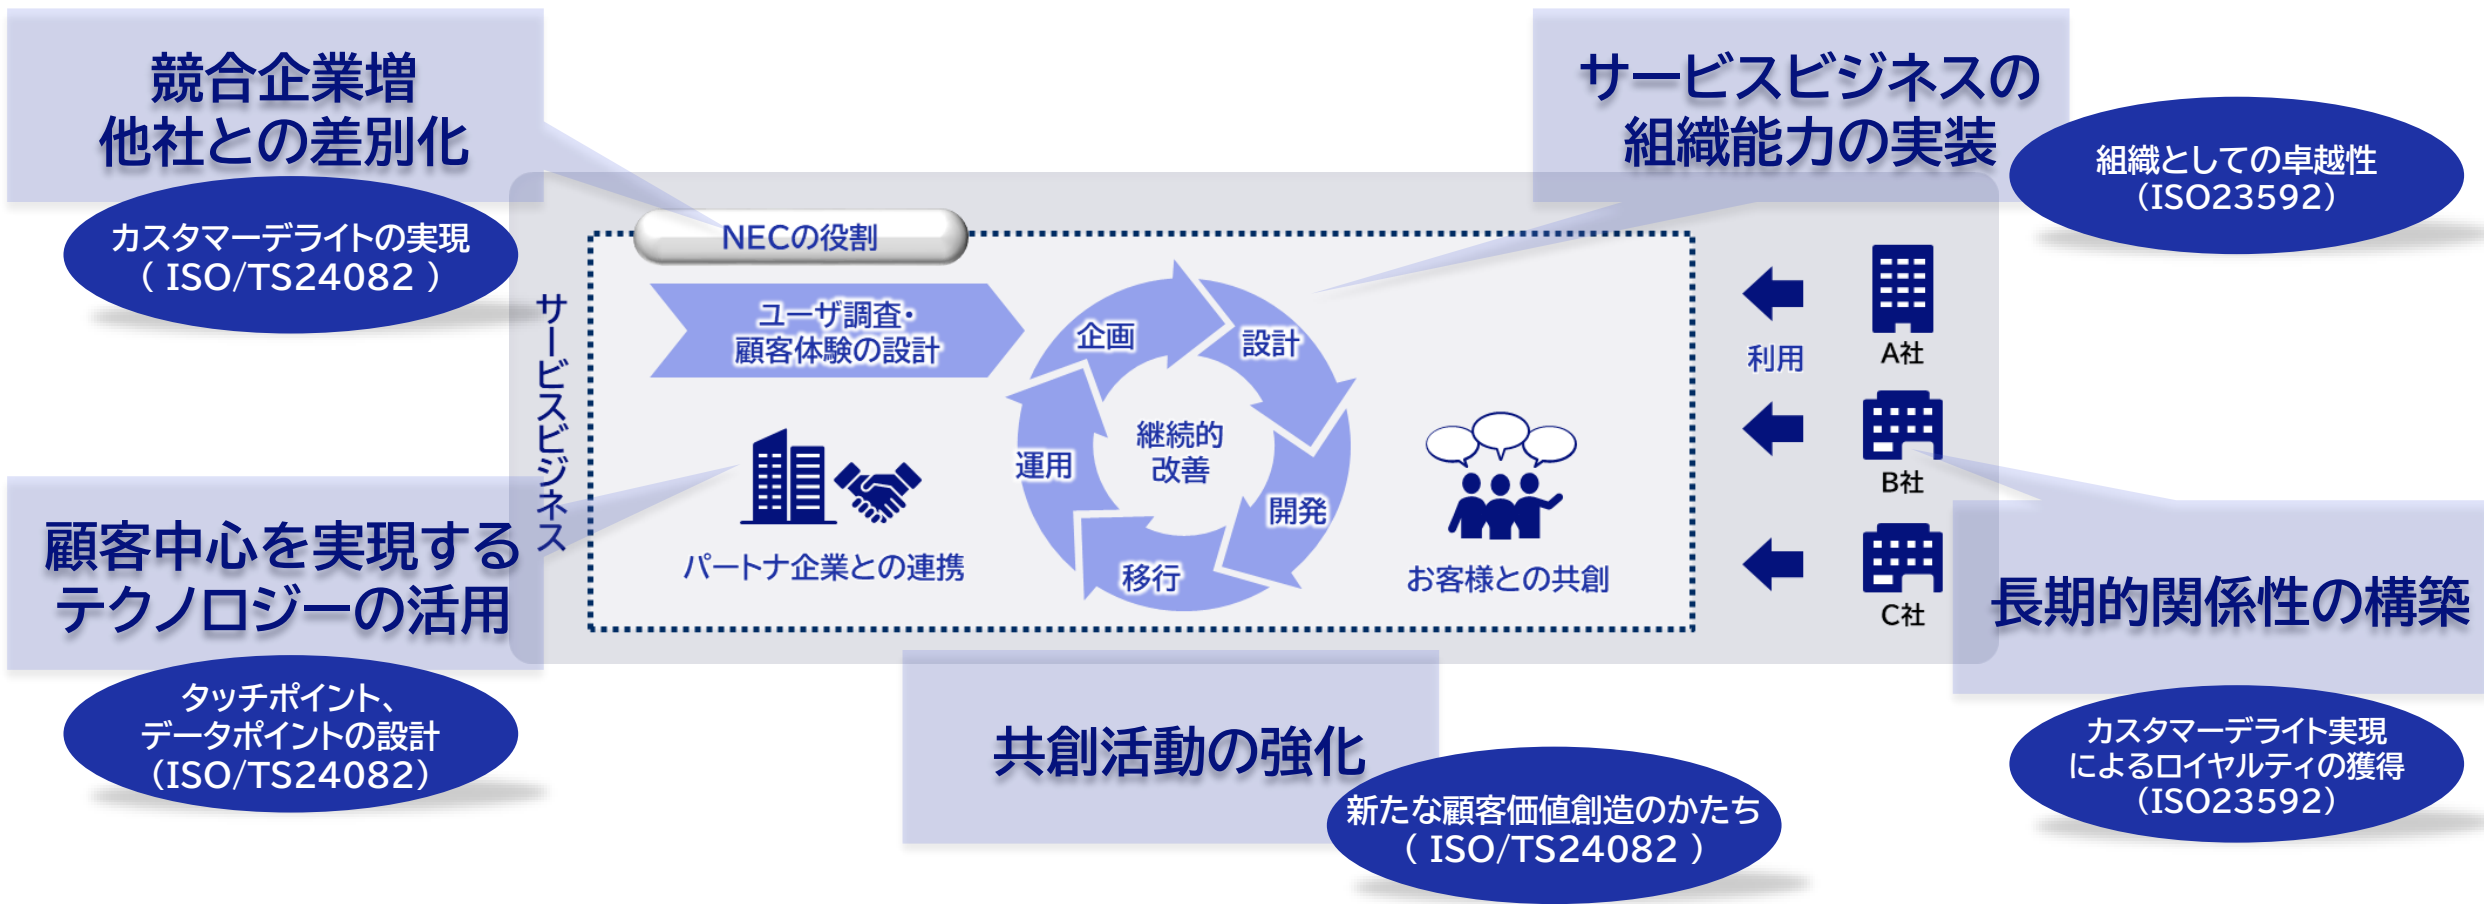 競合企業増
他社との差別化
カスタマーデライトの実現
( ISO/TS24082 )
サービスビジネスの
組織能力の実装
組織としての卓越性
(ISO23592)
サービスビジネス
NECの役割
ユーザ調査・
顧客体験の設計
企画
設計
開発
移行
運用
継続的
改善
パートナ企業との連携
お客様との共創
利用
A社
B社
C社
顧客中心を実現する
テクノロジーの活用
タッチポイント、
データポイントの設計
(ISO/TS24082)
共創活動の強化
新たな顧客価値創造のかたち
( ISO/TS24082 )
長期的関係性の構築
カスタマーデライト実現
によるロイヤルティの獲得
(ISO23592)